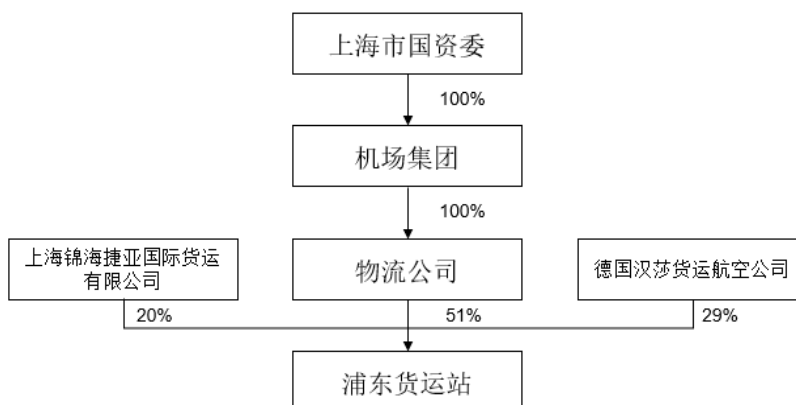 上海市国资委
100%
机场集团
100%
上海锦海捷亚国际货运
有限公司
物流公司
德国汉莎货运航空公司
20%
51%
29%
浦东货运站